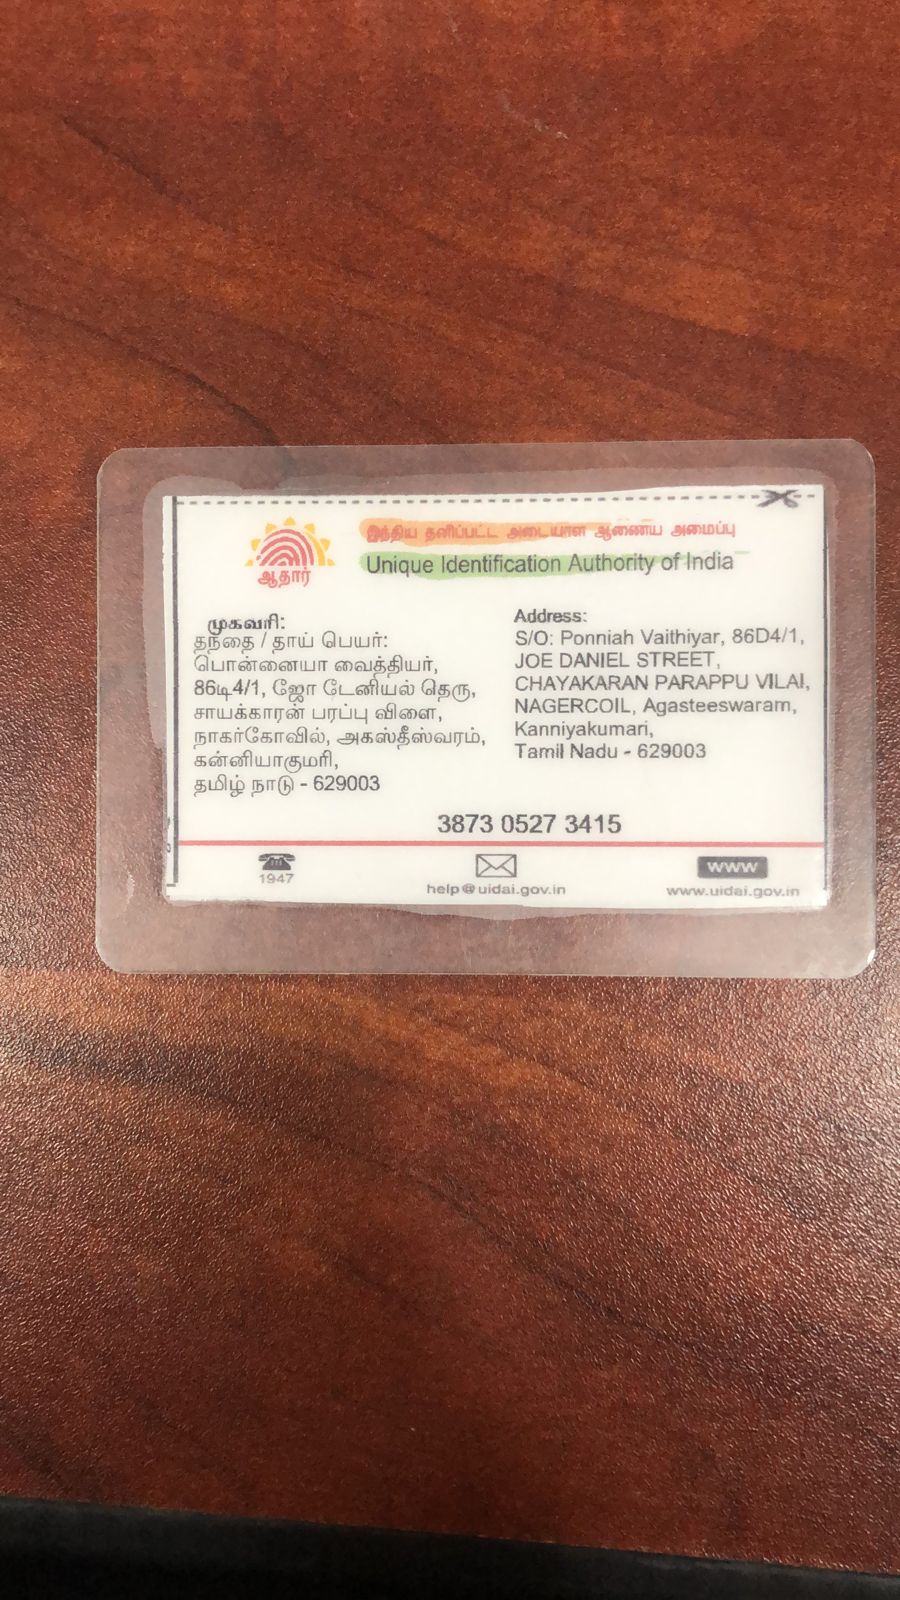 இந்திய தனிப்பட்ட அடையாள ஆணைய அமைப்பு
Unique Identification Authority of India
ஆதார்
முகவரி:
தந்தை / தாய் பெயர்:
பொன்னையா வைத்தியர்,
86டி4/1, ஜோ டேனியல் தெரு,
சாயக்காரன் பரப்பு விளை,
நாகர்கோவில், அகஸ்தீஸ்வரம்,
கன்னியாகுமரி,
தமிழ் நாடு - 629003
Address:
S/O: Ponniah Vaithiyar, 86D4/1,
JOE DANIEL STREET,
CHAYAKARAN PARAPPU VILAI,
NAGERCOIL, Agasteeswaram,
Kanniyakumari,
Tamil Nadu - 629003
3873 0527 3415
1947
help@uidai.gov.in
www
www.uidai.gov.in